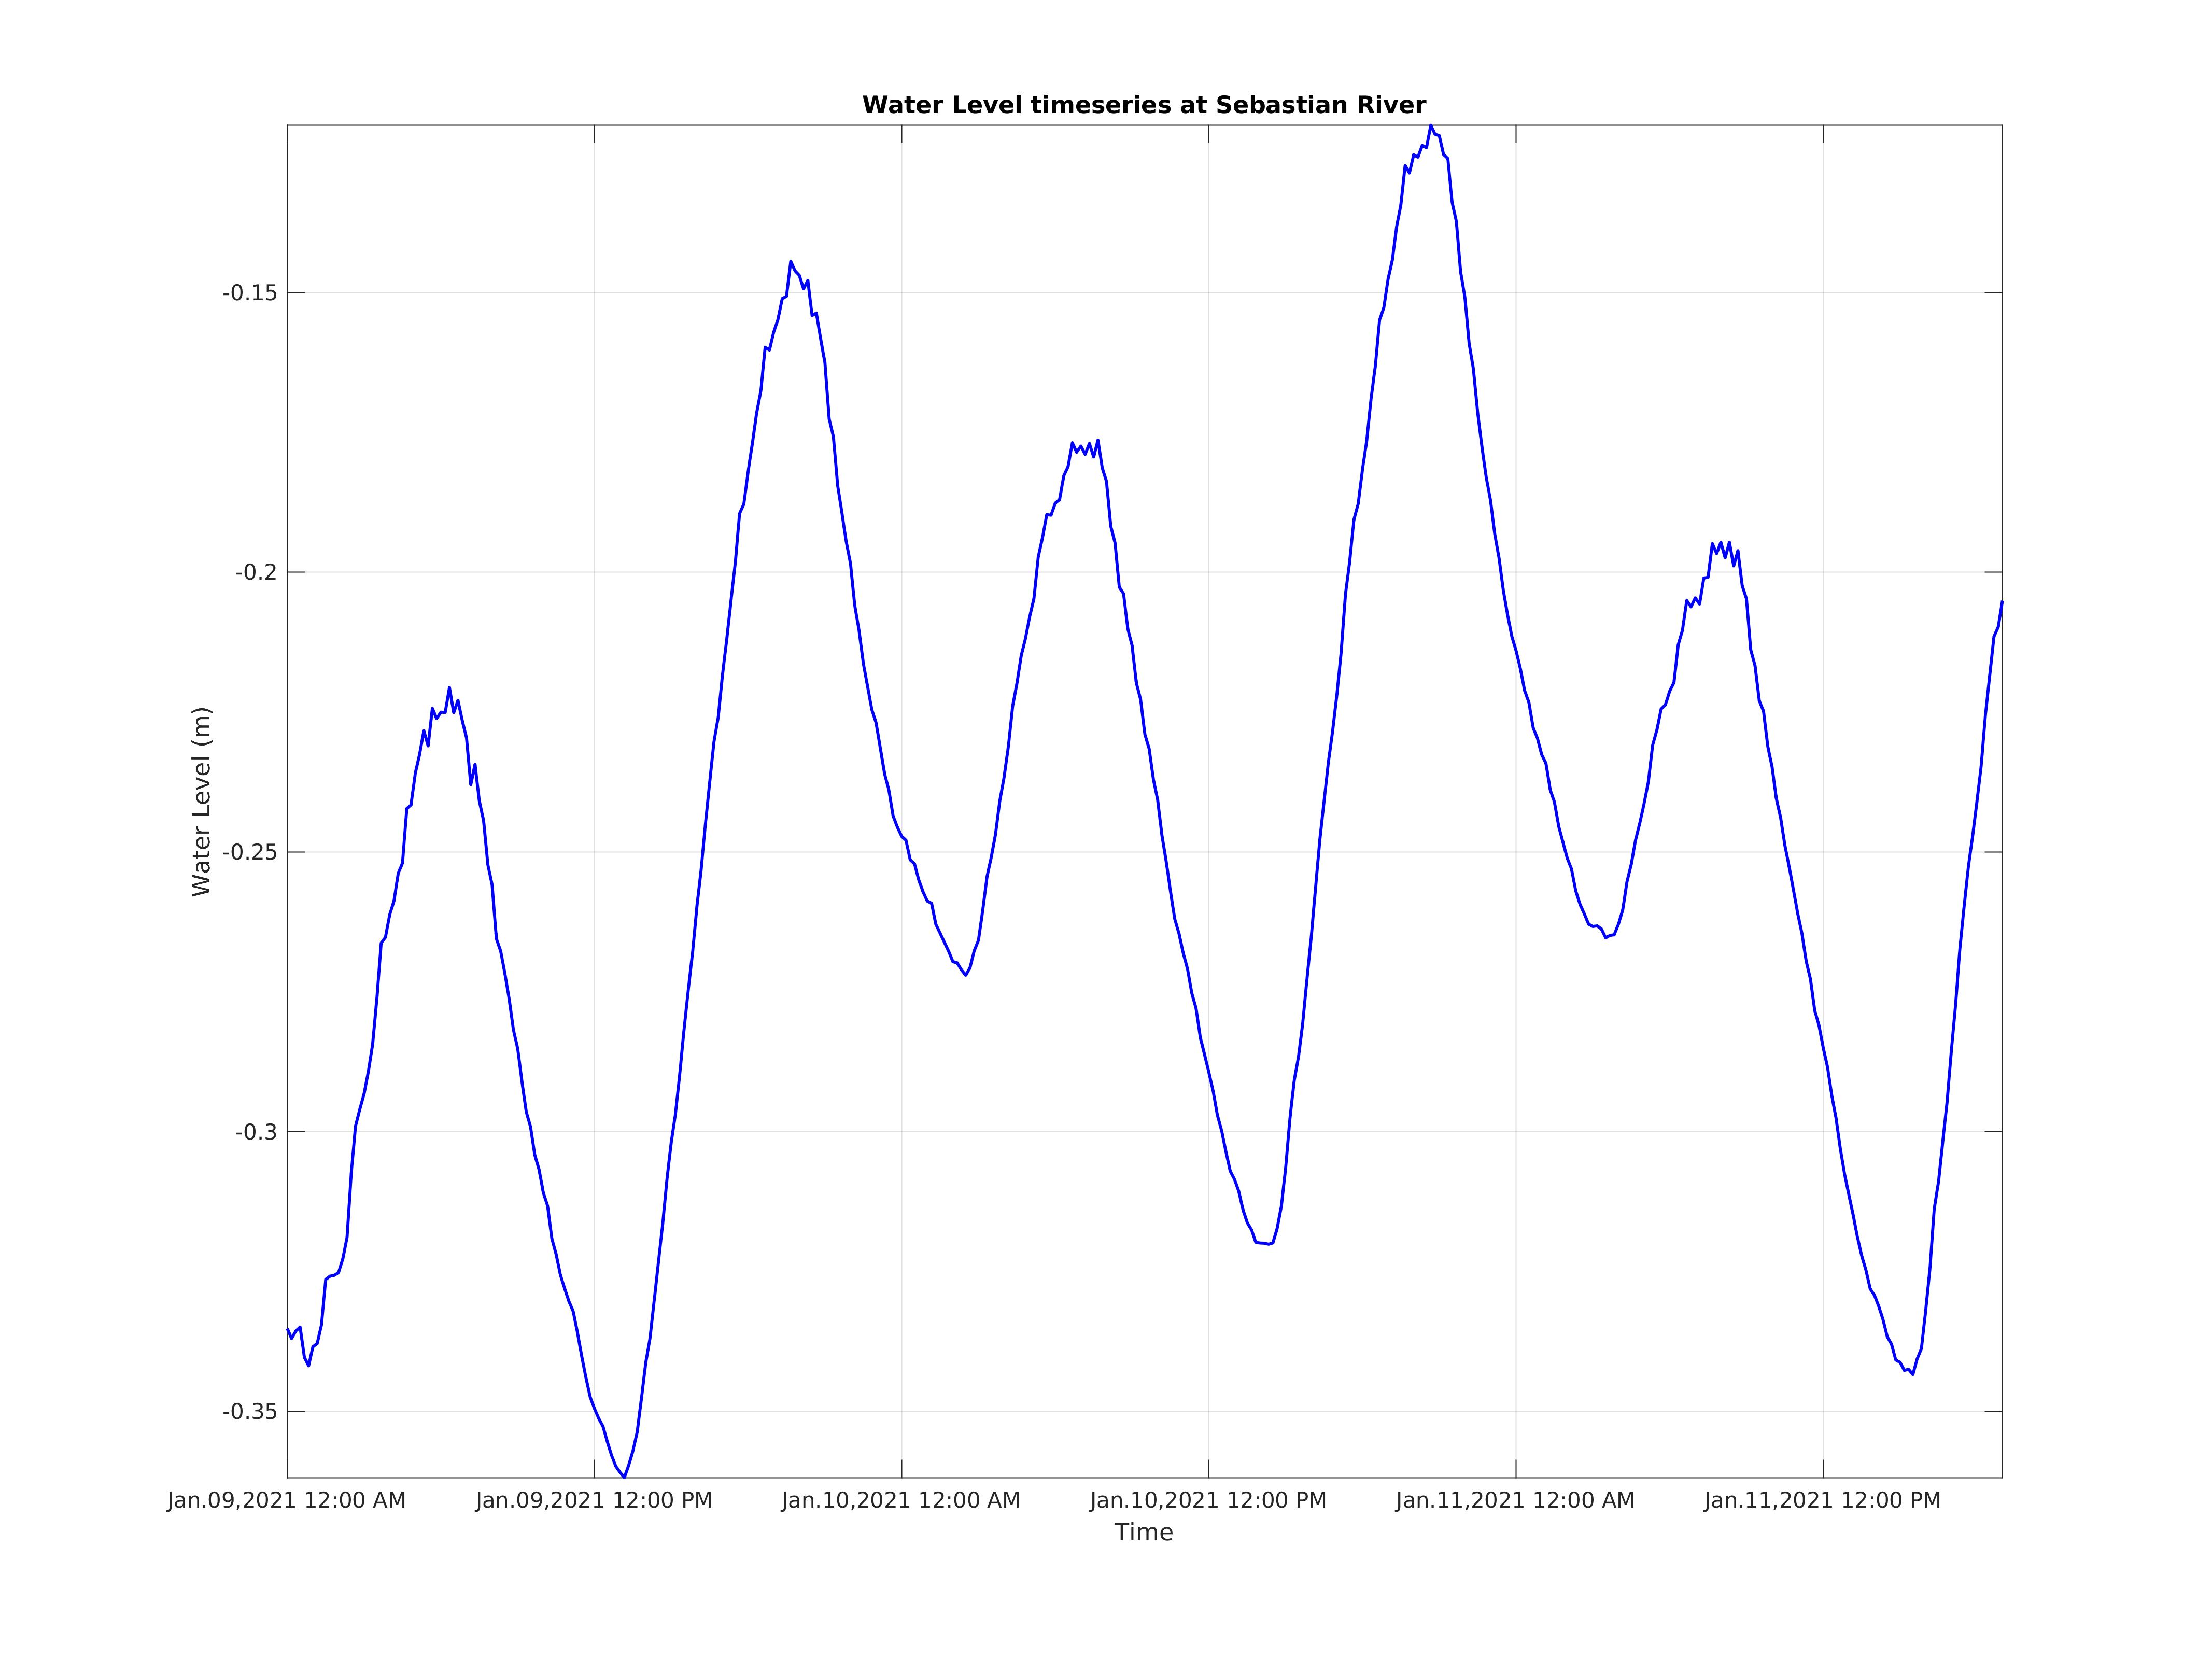 Water Level timeseries at Sebastian River
-0.15
-0.2
-0.25
-0.3
-0.35
Water Level (m)
Jan.09,2021 12:00 AM Jan.09,2021 12:00 PM Jan.10,2021 12:00 AM Jan.10,2021 12:00 PM Jan.11,2021 12:00 AM Jan.11,2021 12:00 PM
Time